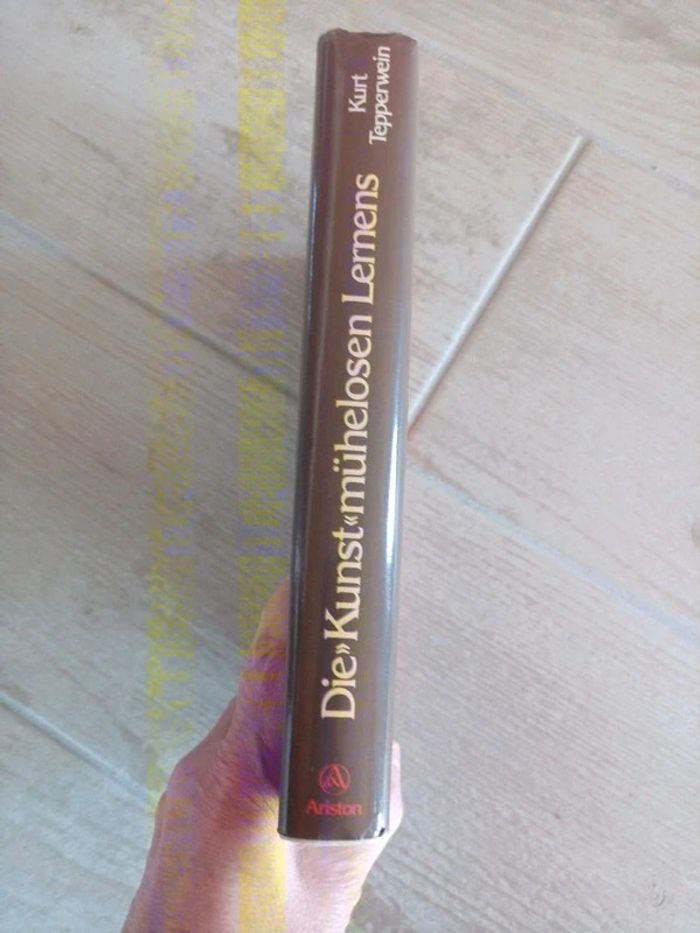 Kurt
Tepperwein
Die»Kunst«mühelosen Lernens
Ariston